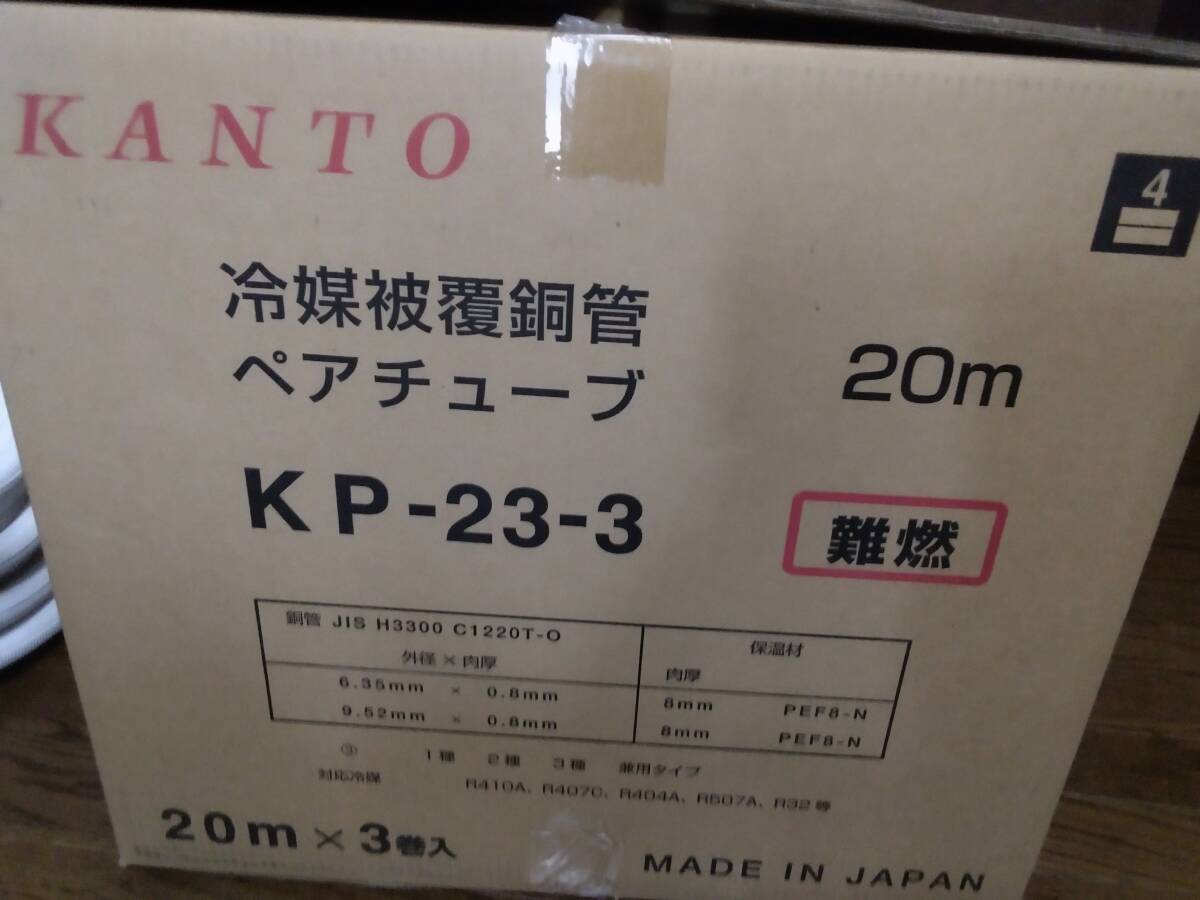 KANTO
4
冷媒被覆銅管
ペアチューブ
20m
KP-23-3
難燃
銅管 JIS H3300 C1220T-O
保温材
外径×肉厚
肉厚
6.35mm × 0.8mm
8mm PEF8-N
9.52mm × 0.8mm
8mm PEF8-N
③ 1種 2種 3種 兼用タイプ
対応冷媒 R410A、R407C、R404A、R507A、R32等
20m×3巻入
MADE IN JAPAN